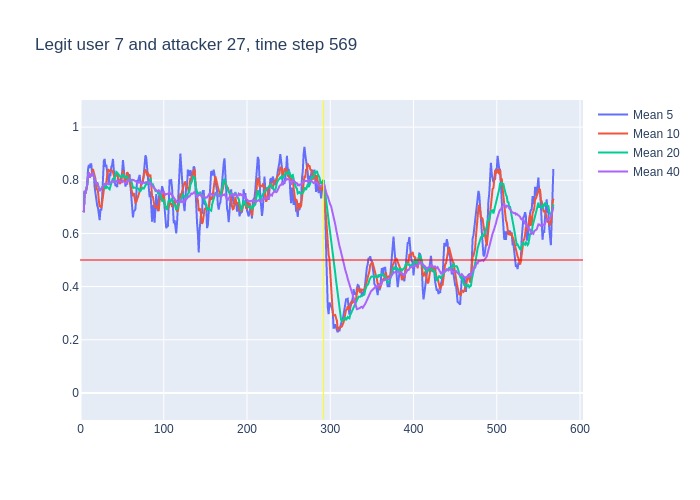 Legit user 7 and attacker 27, time step 569
Mean 5
Mean 10
Mean 20
Mean 40
1
0.8
0.6
0.4
0.2
0
0 100 200 300 400 500 600